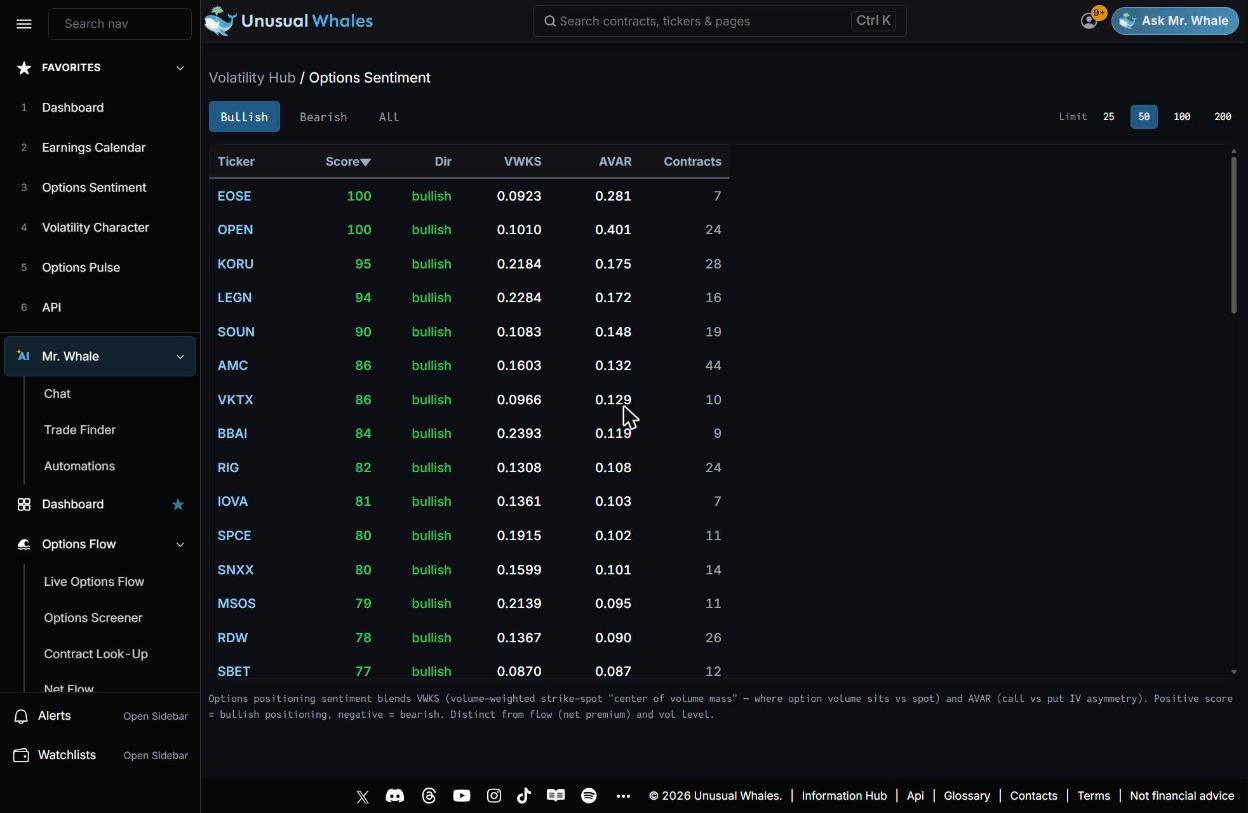 Search nav
Unusual Whales
Search contracts, tickers & pages Ctrl K
9+
Ask Mr. Whale
FAVORITES
1 Dashboard
2 Earnings Calendar
3 Options Sentiment
4 Volatility Character
5 Options Pulse
6 API
AI Mr. Whale
Chat
Trade Finder
Automations
Dashboard
Options Flow
Live Options Flow
Options Screener
Contract Look-Up
Net Flow
Alerts Open Sidebar
Watchlists Open Sidebar
Volatility Hub / Options Sentiment
Bullish Bearish All
Limit 25 50 100 200
Ticker Score▼ Dir VWKS AVAR Contracts
EOSE 100 bullish 0.0923 0.281 7
OPEN 100 bullish 0.1010 0.401 24
KORU 95 bullish 0.2184 0.175 28
LEGN 94 bullish 0.2284 0.172 16
SOUN 90 bullish 0.1083 0.148 19
AMC 86 bullish 0.1603 0.132 44
VKTX 86 bullish 0.0966 0.129 10
BBAI 84 bullish 0.2393 0.119 9
RIG 82 bullish 0.1308 0.108 24
IOVA 81 bullish 0.1361 0.103 7
SPCE 80 bullish 0.1915 0.102 11
SNXX 80 bullish 0.1599 0.101 14
MSOS 79 bullish 0.2139 0.095 11
RDW 78 bullish 0.1367 0.090 26
SBET 77 bullish 0.0870 0.087 12
Options positioning sentiment blends VWKS (volume-weighted strike-spot "center of volume mass" — where option volume sits vs spot) and AVAR (call vs put IV asymmetry). Positive score
= bullish positioning, negative = bearish. Distinct from flow (net premium) and vol level.
© 2026 Unusual Whales. | Information Hub | Api | Glossary | Contacts | Terms | Not financial advice